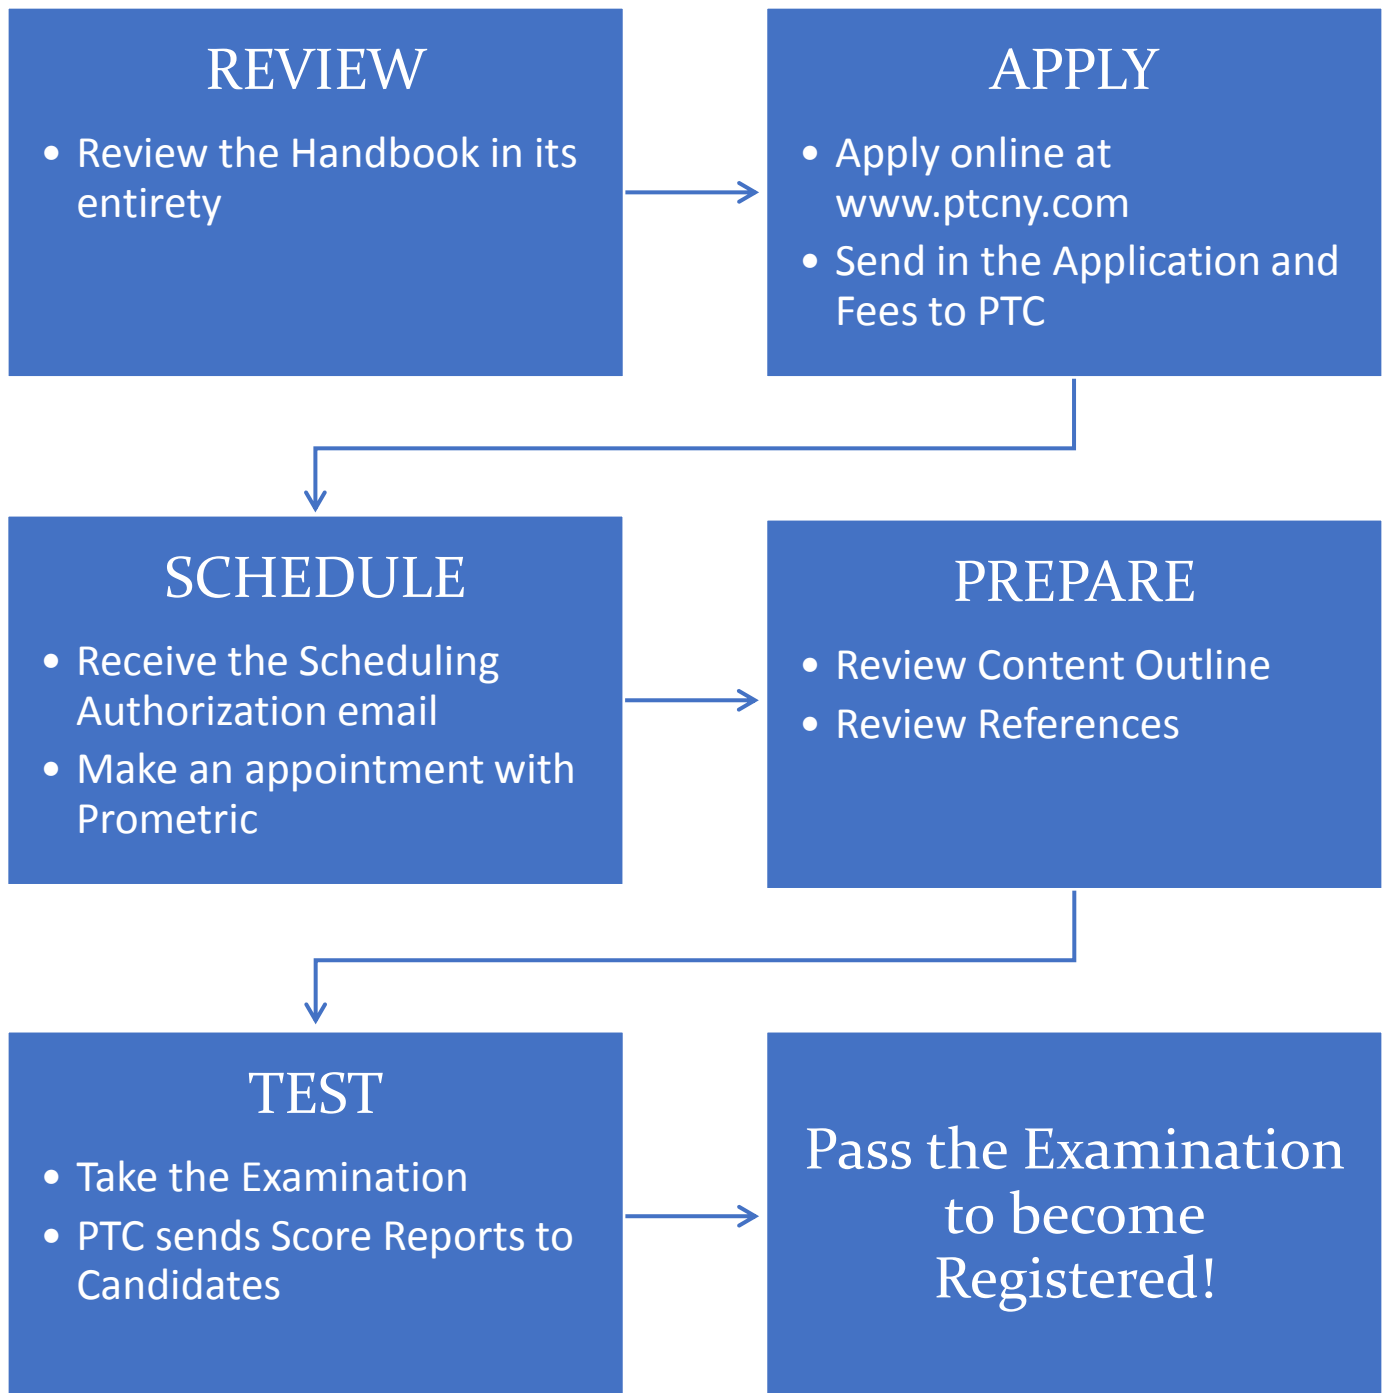 REVIEW
• Review the Handbook in its
entirety
APPLY
• Apply online at
www.ptcny.com
• Send in the Application and
Fees to PTC
SCHEDULE
• Receive the Scheduling
Authorization email
• Make an appointment with
Prometric
PREPARE
• Review Content Outline
• Review References
TEST
• Take the Examination
• PTC sends Score Reports to
Candidates
Pass the Examination
to become
Registered!